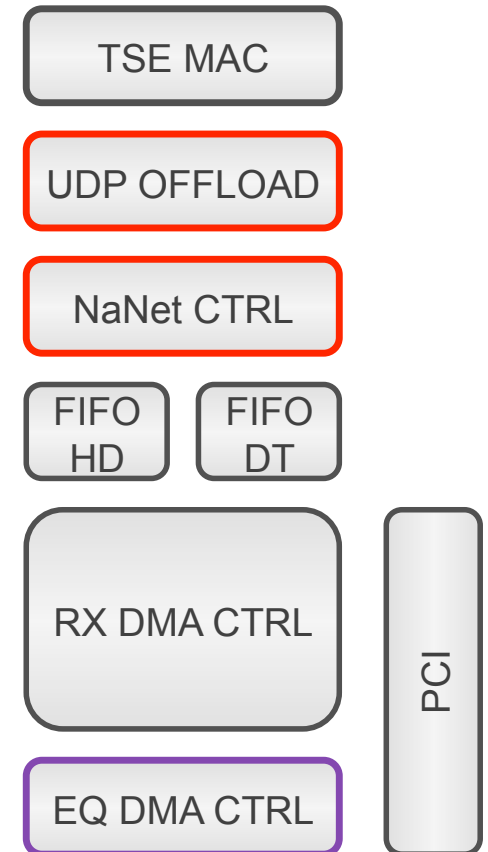 TSE MAC
UDP OFFLOAD
NaNet CTRL
FIFO
HD
FIFO
DT
RX DMA CTRL
PCI
EQ DMA CTRL